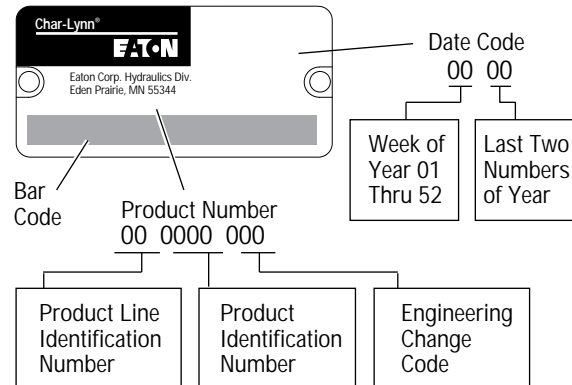 Char-Lynn®
EATON
Eaton Corp. Hydraulics Div.
Eden Prairie, MN 55344
Date Code
00 00
Week of
Year 01
Thru 52
Last Two
Numbers
of Year
Bar
Code
Product Number
00 0000 000
Product Line
Identification
Number
Product
Identification
Number
Engineering
Change
Code